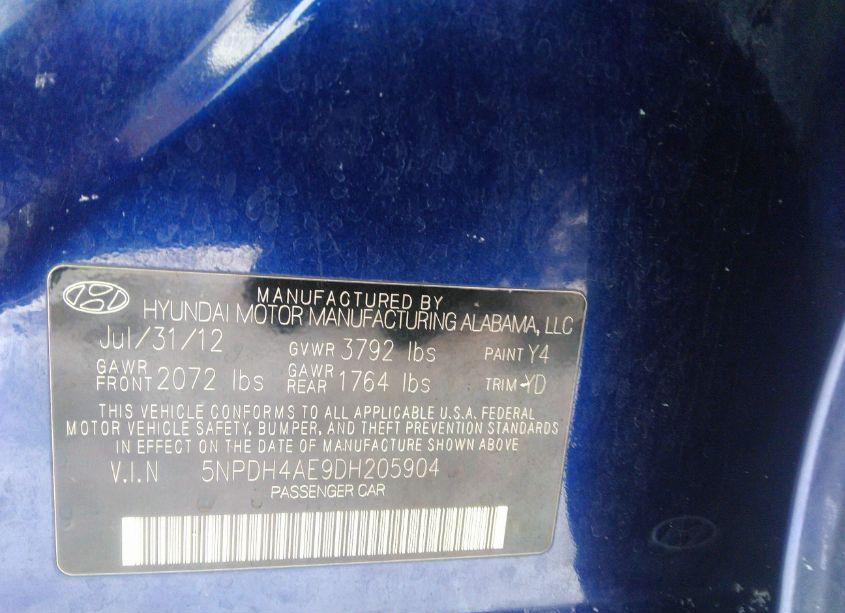 MANUFACTURED BY
HYUNDAI MOTOR MANUFACTURING ALABAMA, LLC
Jul/31/12 GVWR 3792 lbs PAINT Y4
GAWR FRONT 2072 lbs GAWR REAR 1764 lbs TRIM YD
THIS VEHICLE CONFORMS TO ALL APPLICABLE U.S.A. FEDERAL
MOTOR VEHICLE SAFETY, BUMPER, AND THEFT PREVENTION STANDARDS
IN EFFECT ON THE DATE OF MANUFACTURE SHOWN ABOVE
V.I.N 5NPDH4AE9DH205904
PASSENGER CAR